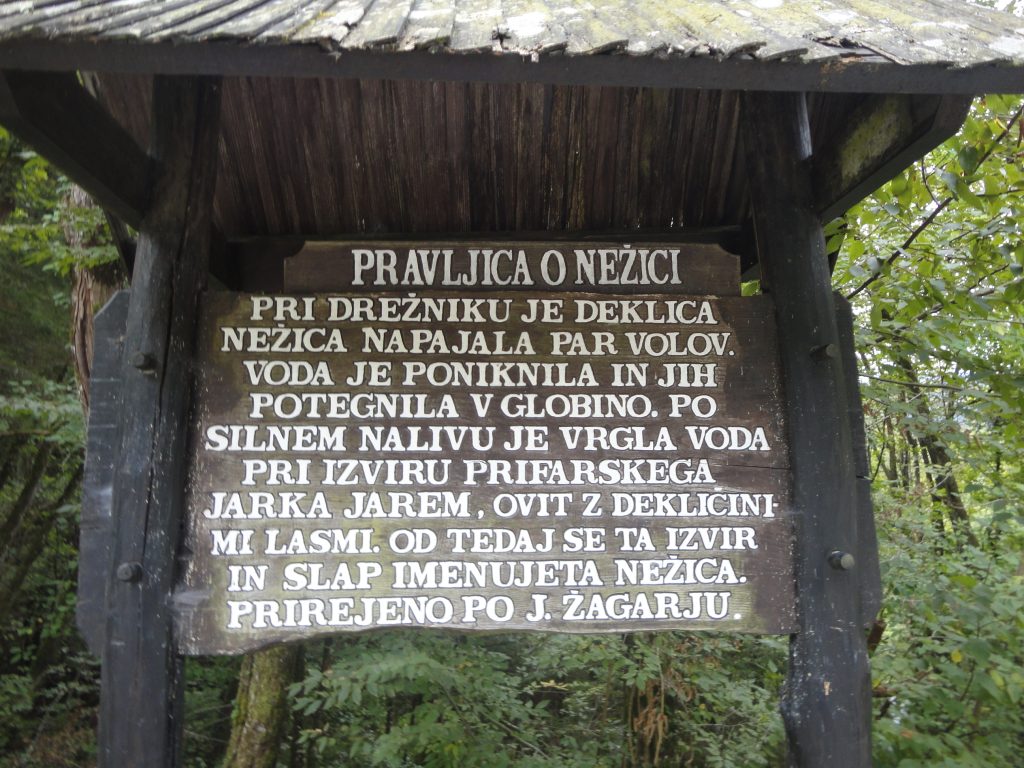 PRAVLJICA O NEŽICI
PRI DREŽNIKU JE DEKLICA
NEŽICA NAPAJALA PAR VOLOV.
VODA JE PONIKNILA IN JIH
POTEGNILA V GLOBINO. PO
SILNEM NALIVU JE VRGLA VODA
PRI IZVIRU PRIFARSKEGA
JARKA JAREM, OVIT Z DEKLIČINI-
MI LASMI. OD TEDAJ SE TA IZVIR
IN SLAP IMENUJETA NEŽICA.
PRIREJENO PO J. ŽAGARJU.